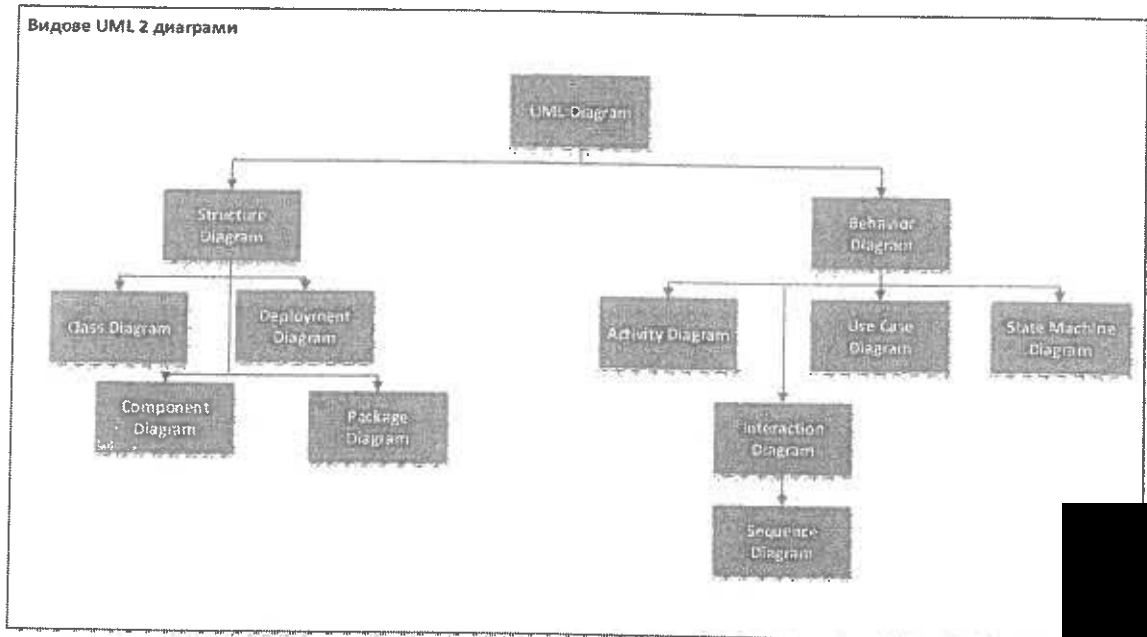 Видове UML 2 диаграми
UML Diagram
Structure
Diagram
Behavior
Diagram
Class Diagram
Deployment
Diagram
Activity Diagram
Use Case
Diagram
State Machine
Diagram
Component
Diagram
Package
Diagram
Interaction
Diagram
Sequence
Diagram